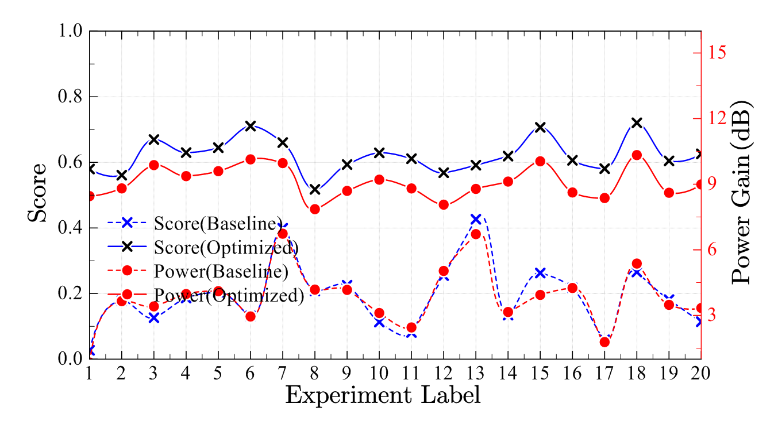 1.0
0.8
0.6
0.4
0.2
0.0
Score
15
12
9
6
3
Power Gain (dB)
Score(Baseline)
Score(Optimized)
Power(Baseline)
Power(Optimized)
1 2 3 4 5 6 7 8 9 10 11 12 13 14 15 16 17 18 19 20
Experiment Label